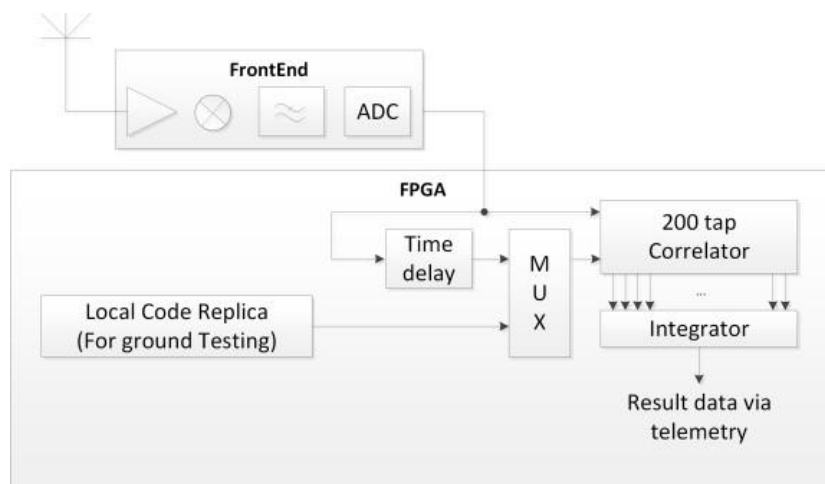 FrontEnd
ADC
FPGA
200 tap
Correlator
Time
delay
M
U
X
...
Local Code Replica
(For ground Testing)
Integrator
Result data via
telemetry